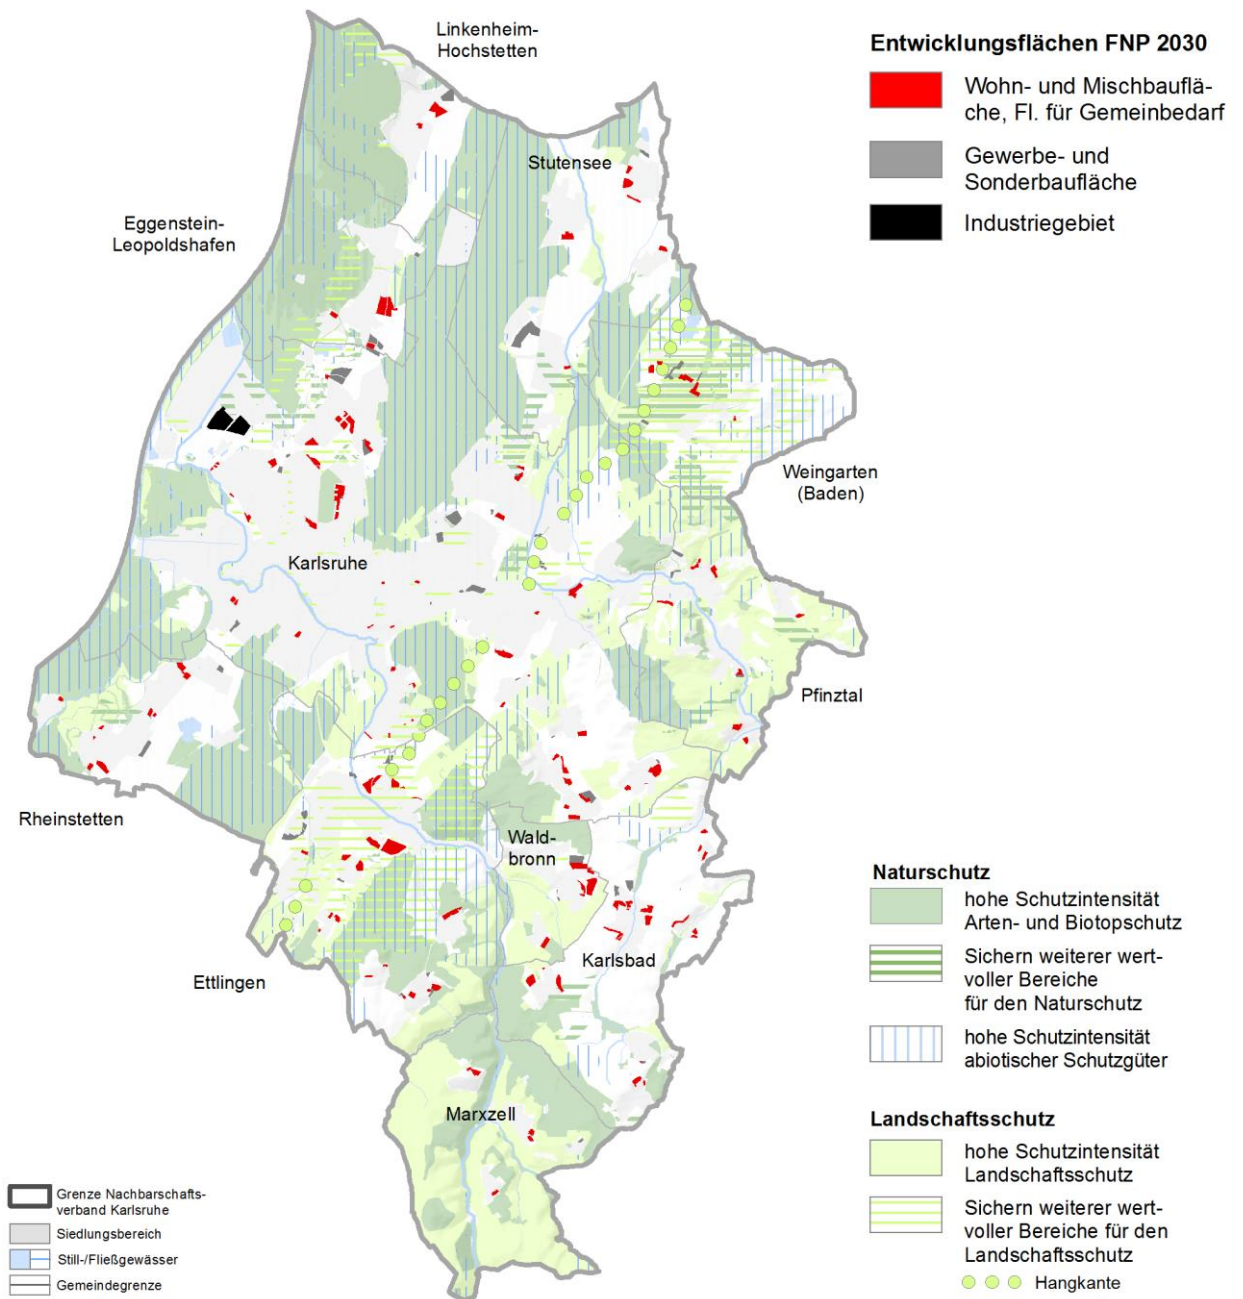 Linkenheim-
Hochstetten
Stutensee
Eggenstein-
Leopoldshafen
Weingarten
(Baden)
Karlsruhe
Pfinztal
Rheinstetten
Wald-
bronn
Karlsbad
Ettlingen
Marxzell
Entwicklungsflächen FNP 2030
Wohn- und Mischbauflä-
che, Fl. für Gemeinbedarf
Gewerbe- und
Sonderbaufläche
Industriegebiet
Naturschutz
hohe Schutzintensität
Arten- und Biotopschutz
Sichern weiterer wert-
voller Bereiche
für den Naturschutz
hohe Schutzintensität
abiotischer Schutzgüter
Landschaftsschutz
hohe Schutzintensität
Landschaftsschutz
Sichern weiterer wert-
voller Bereiche für den
Landschaftsschutz
Hangkante
Grenze Nachbarschafts-
verband Karlsruhe
Siedlungsbereich
Still-/Fließgewässer
Gemeindegrenze